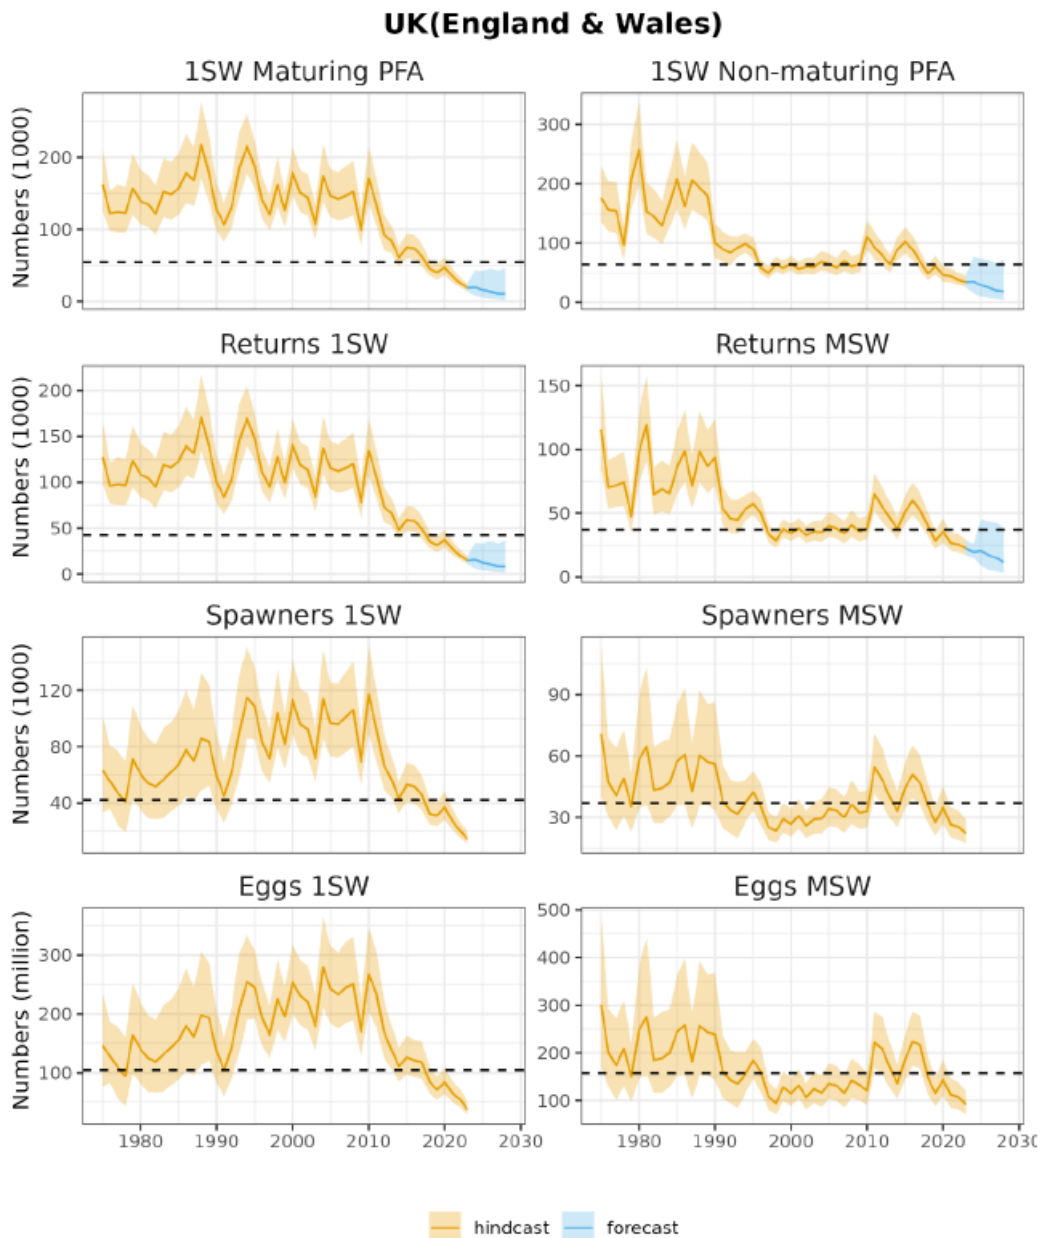 UK(England & Wales)
1SW Maturing PFA
1SW Non-maturing PFA
Numbers (1000)
200
100
0
300
200
100
0
Returns 1SW
Returns MSW
Numbers (1000)
200
150
100
50
0
150
100
50
0
Spawners 1SW
Spawners MSW
Numbers (1000)
120
80
40
90
60
30
Eggs 1SW
Eggs MSW
Numbers (million)
300
200
100
500
400
300
200
100
1980 1990 2000 2010 2020 2030
1980 1990 2000 2010 2020 2030
hindcast forecast